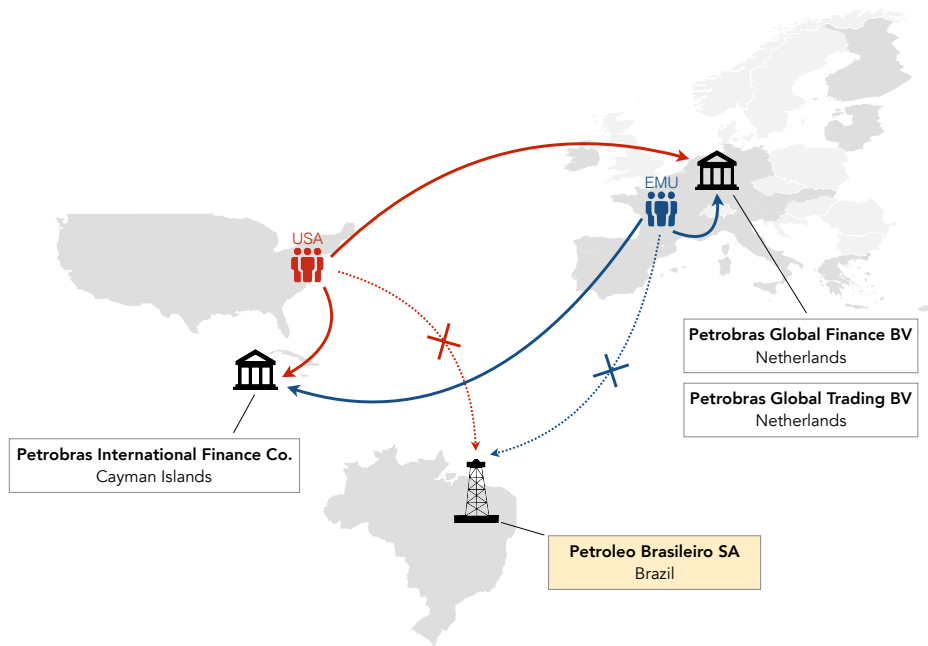 EMU
USA
Petrobras Global Finance BV
Netherlands
Petrobras Global Trading BV
Netherlands
Petrobras International Finance Co.
Cayman Islands
Petroleo Brasileiro SA
Brazil